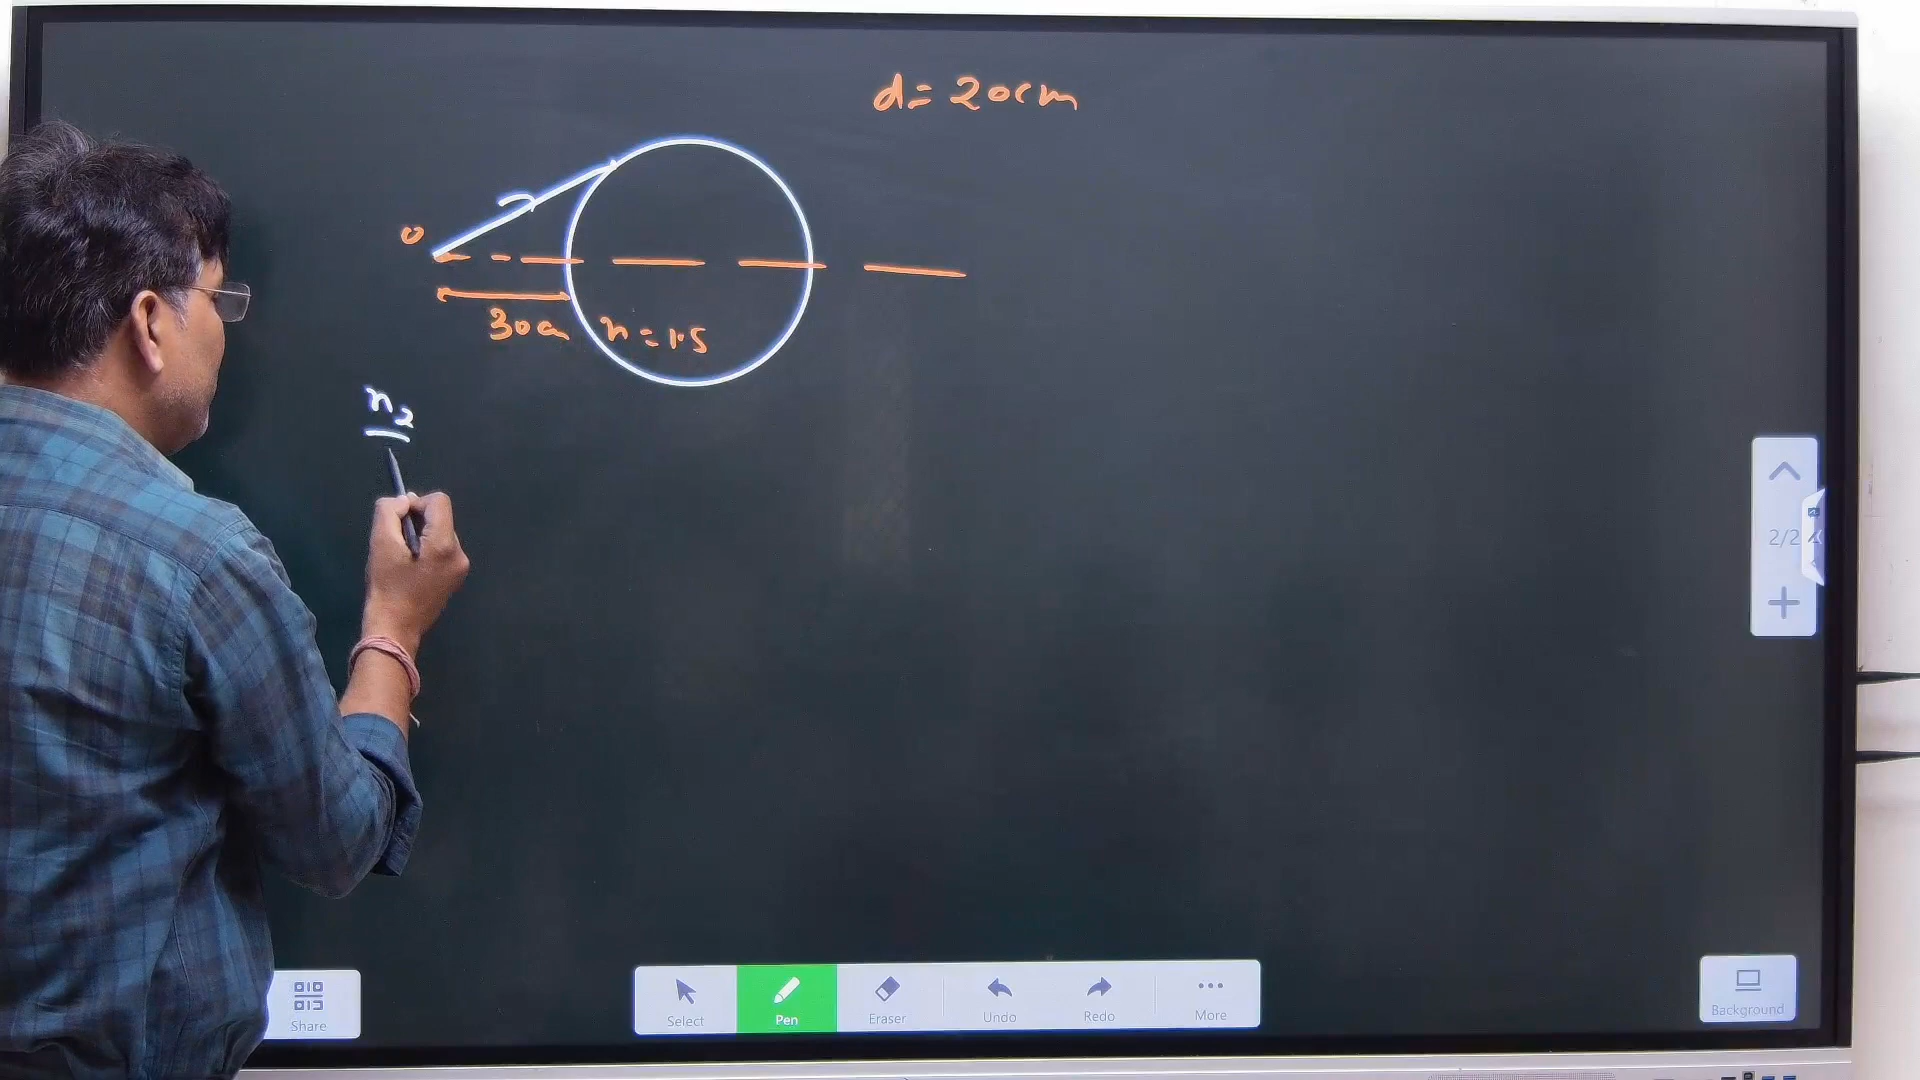 d = 20cm
O
30cm
n = 1.5
n2
2/2
Share
Select
Pen
Eraser
Undo
Redo
More
Background